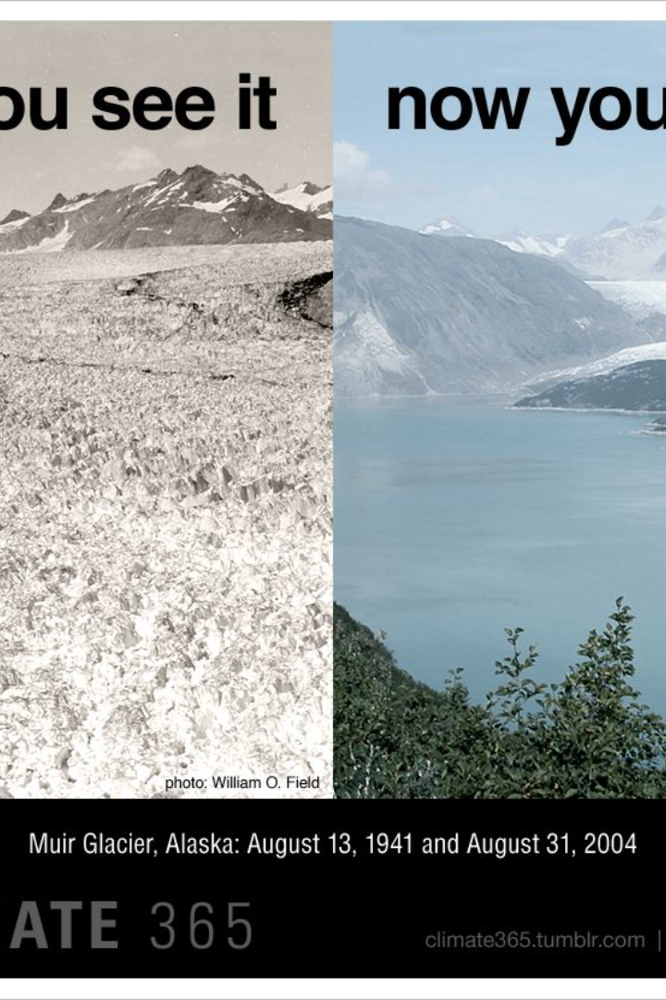 ou see it
now you
photo: William O. Field
Muir Glacier, Alaska: August 13, 1941 and August 31, 2004
ATE 365
climate365.tumblr.com |